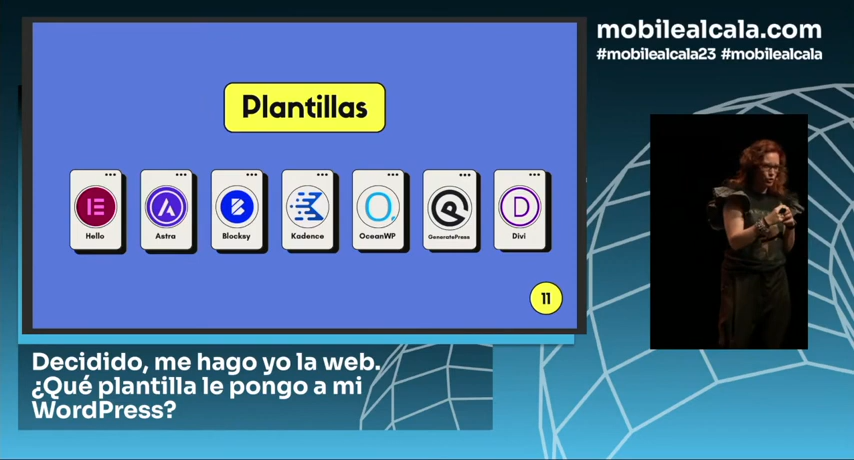 mobilealcala.com
#mobilealcala23 #mobilealcala
Plantillas
Hello
Astra
Blocksy
Kadence
OceanWP
GeneratePress
Divi
11
Decidido, me hago yo la web.
¿Qué plantilla le pongo a mi
WordPress?